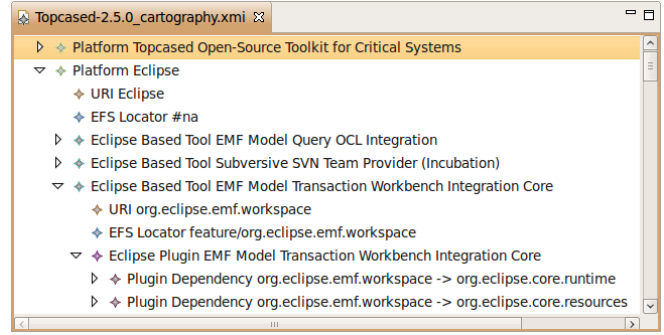 Topcased-2.5.0_cartography.xmi
Platform Topcased Open-Source Toolkit for Critical Systems
Platform Eclipse
URI Eclipse
EFS Locator #na
Eclipse Based Tool EMF Model Query OCL Integration
Eclipse Based Tool Subversive SVN Team Provider (Incubation)
Eclipse Based Tool EMF Model Transaction Workbench Integration Core
URI org.eclipse.emf.workspace
EFS Locator feature/org.eclipse.emf.workspace
Eclipse Plugin EMF Model Transaction Workbench Integration Core
Plugin Dependency org.eclipse.emf.workspace -> org.eclipse.core.runtime
Plugin Dependency org.eclipse.emf.workspace -> org.eclipse.core.resources